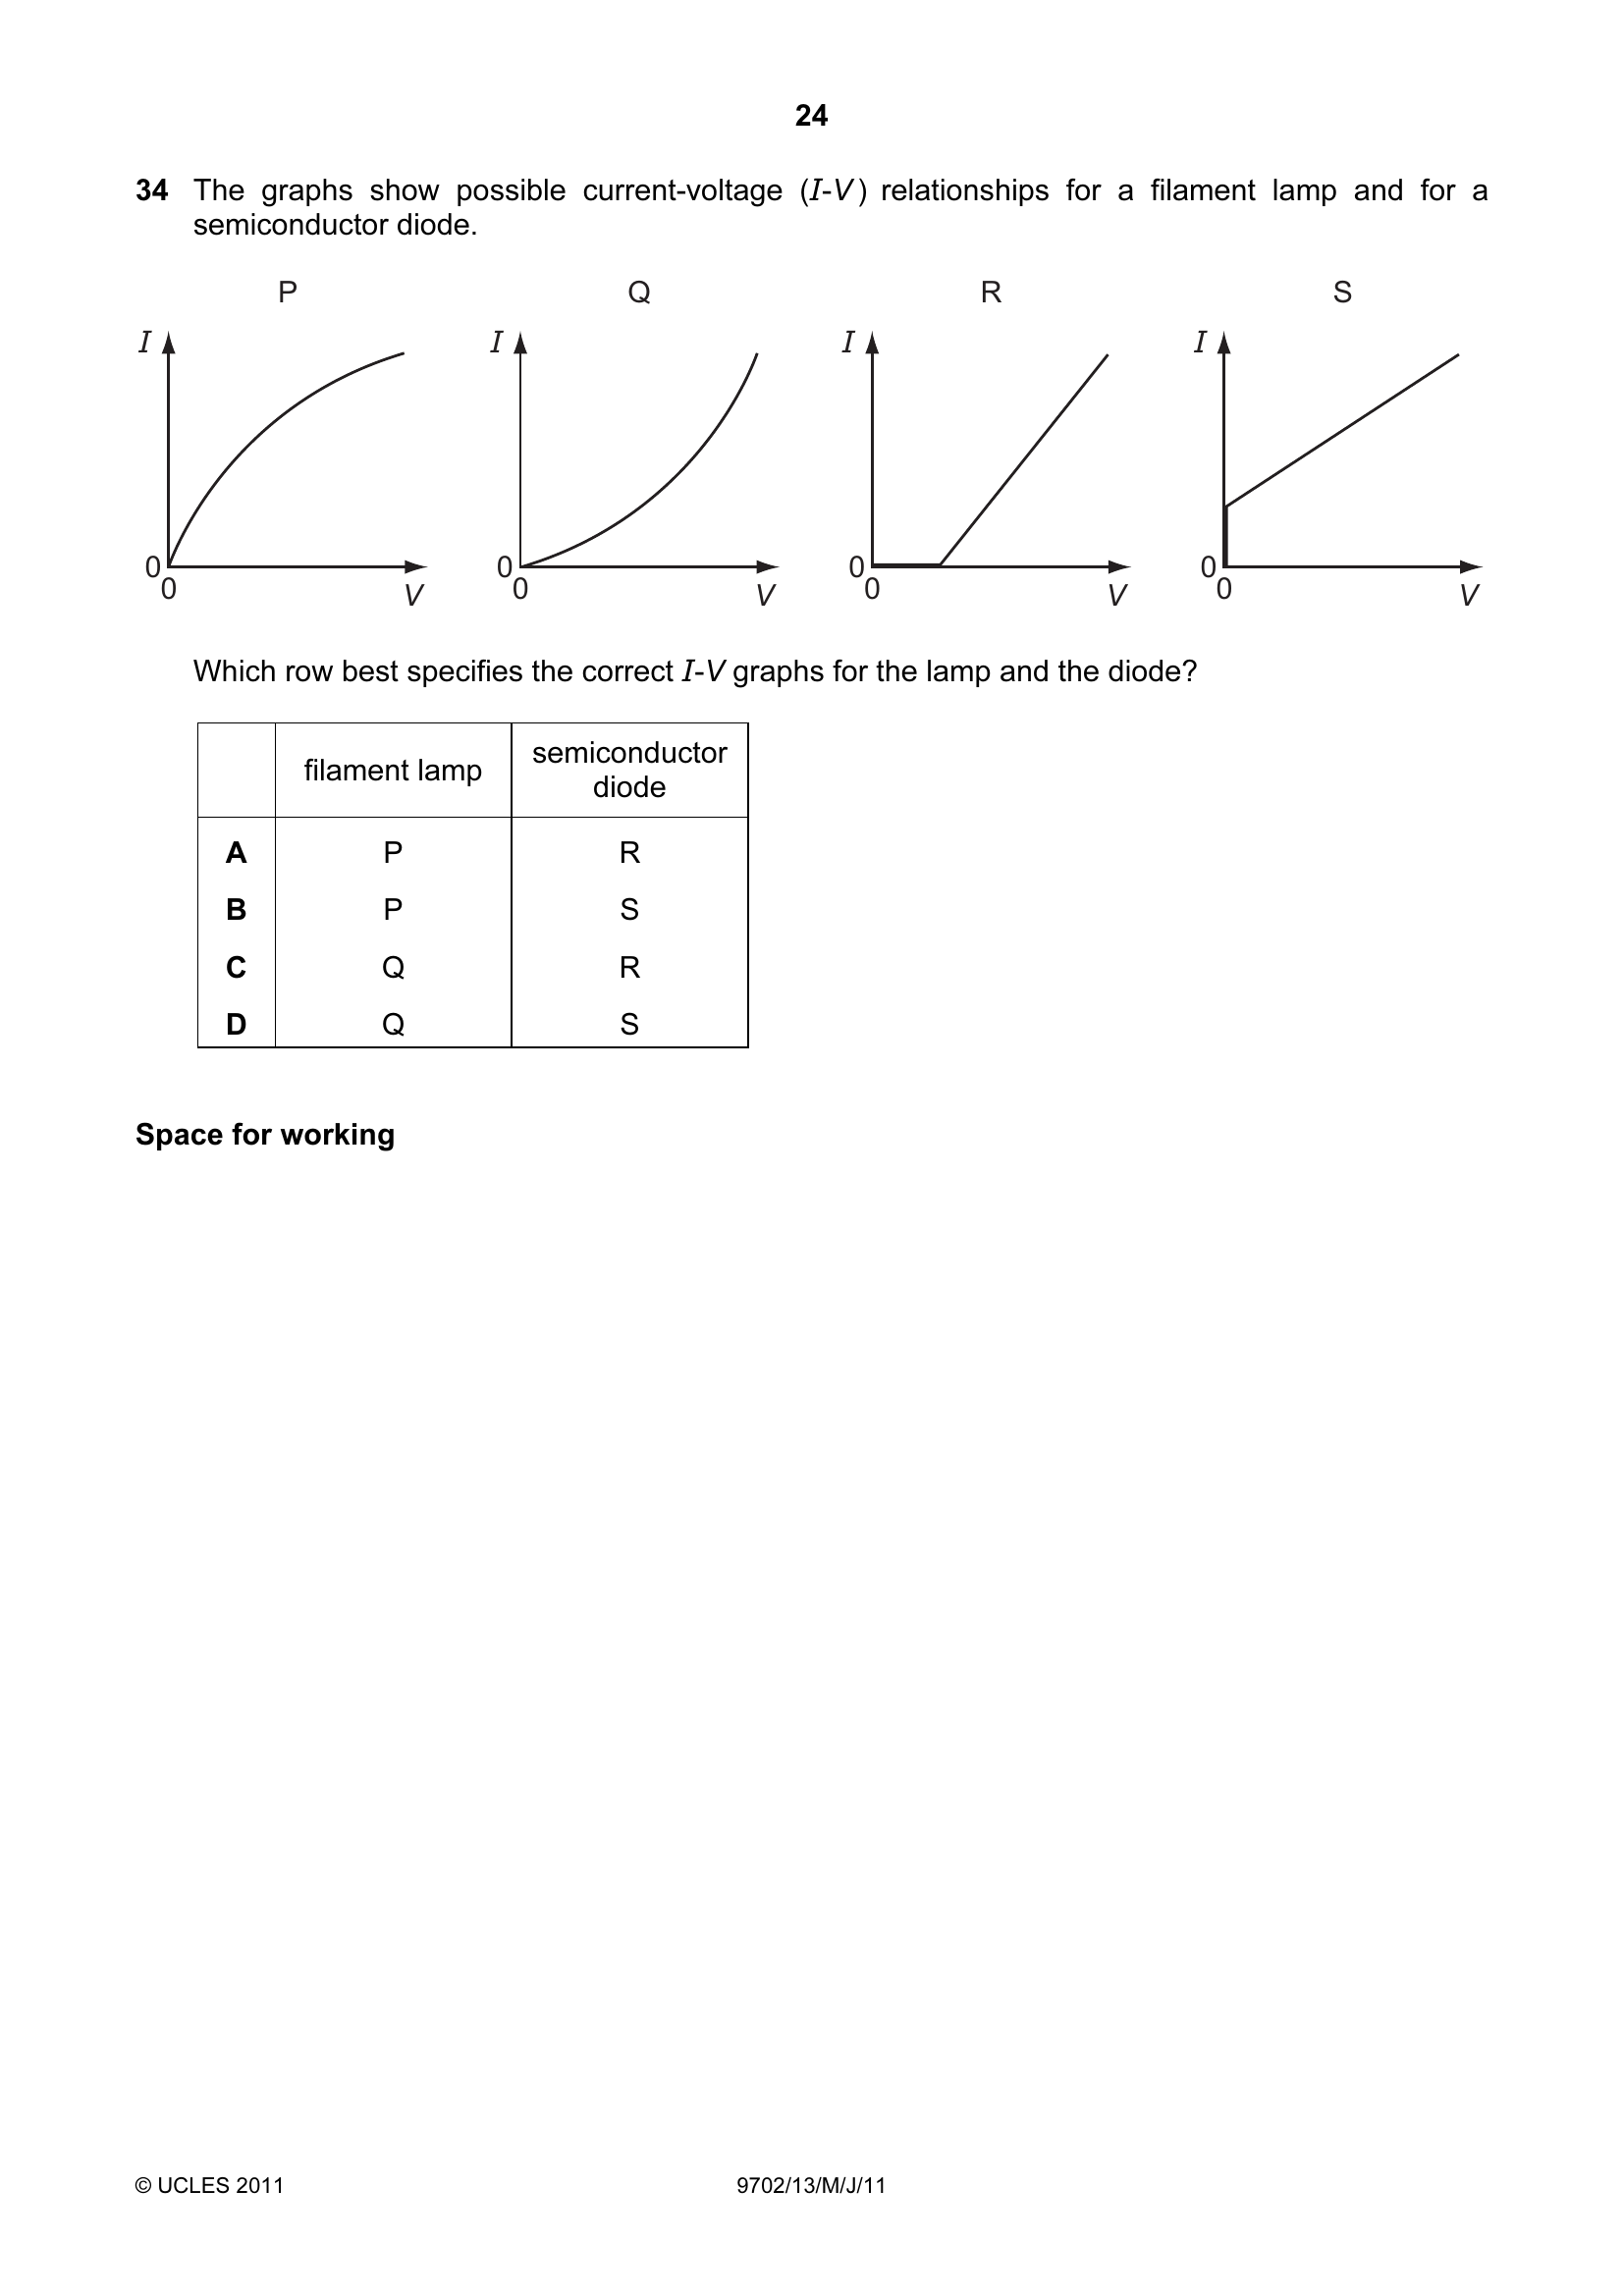 24
34 The graphs show possible current-voltage (I-V) relationships for a filament lamp and for a
semiconductor diode.
P Q R S
I I I I
0 0 0 0
0 0 0 0
V V V V
Which row best specifies the correct I-V graphs for the lamp and the diode?
filament lamp semiconductor
diode
A P R
B P S
C Q R
D Q S
Space for working
© UCLES 2011 9702/13/M/J/11